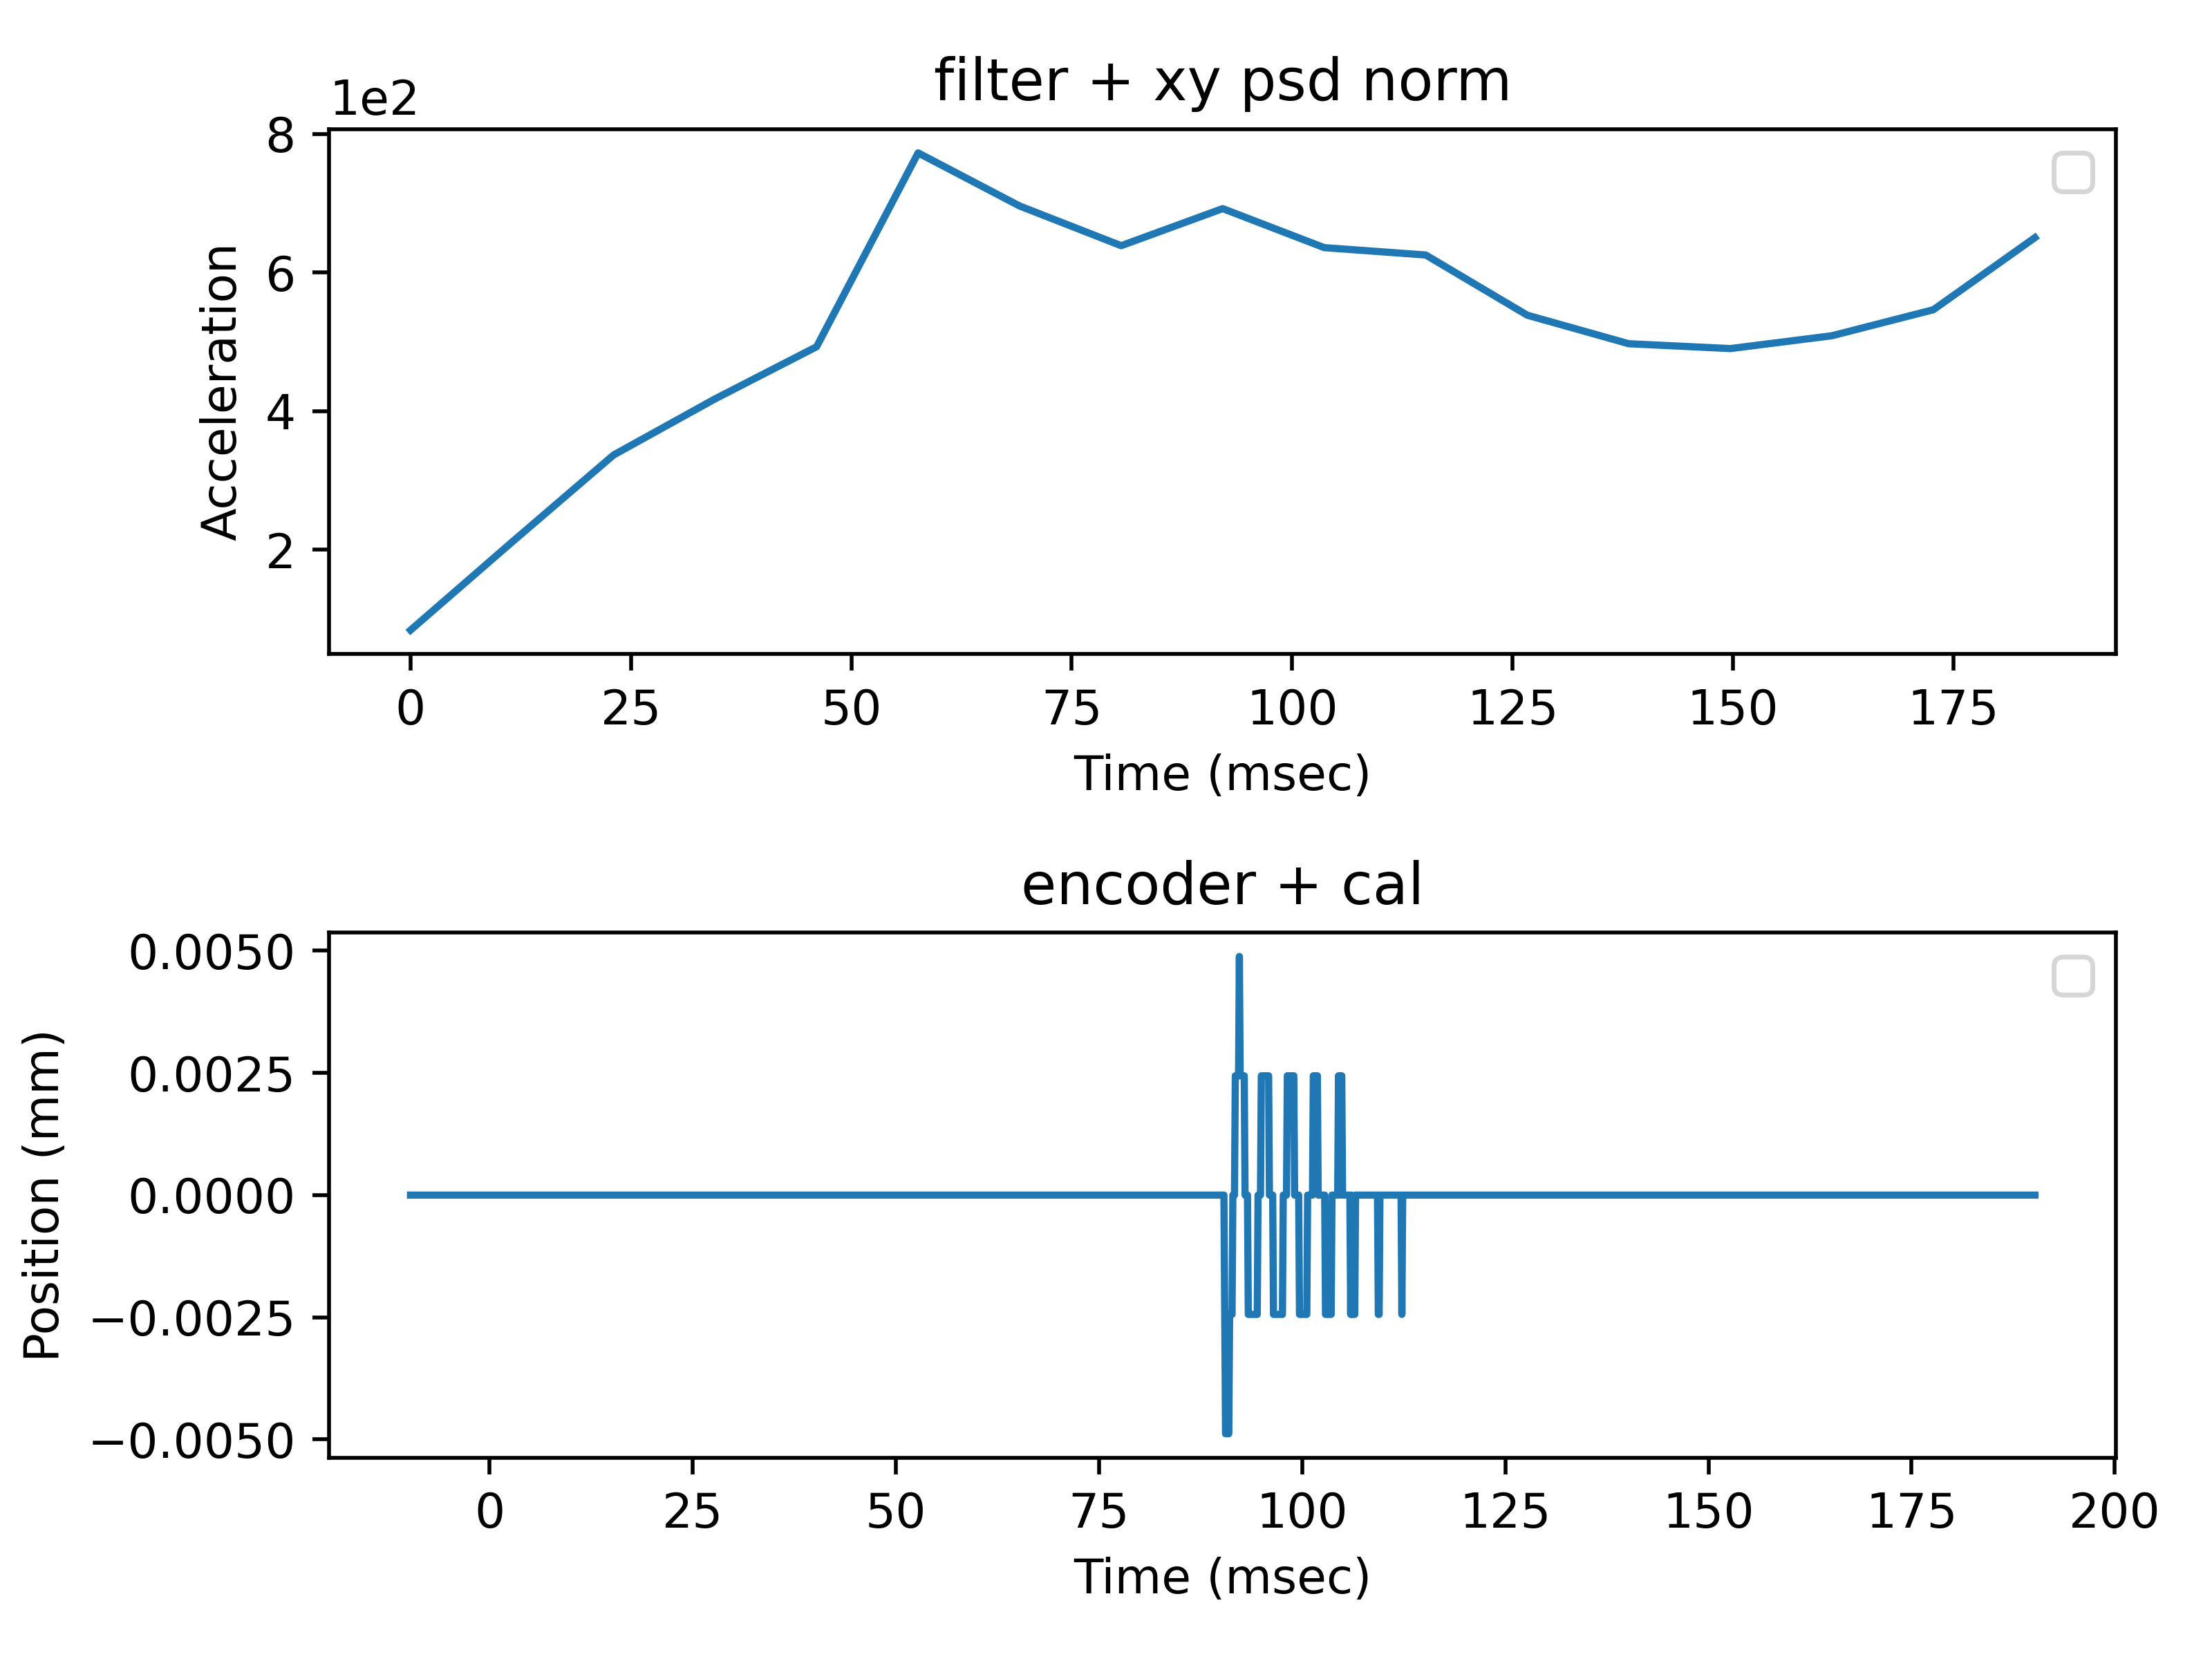 filter + xy psd norm
1e2
8
6
4
2
Acceleration
0 25 50 75 100 125 150 175
Time (msec)
encoder + cal
0.0050
0.0025
0.0000
−0.0025
−0.0050
Position (mm)
0 25 50 75 100 125 150 175 200
Time (msec)